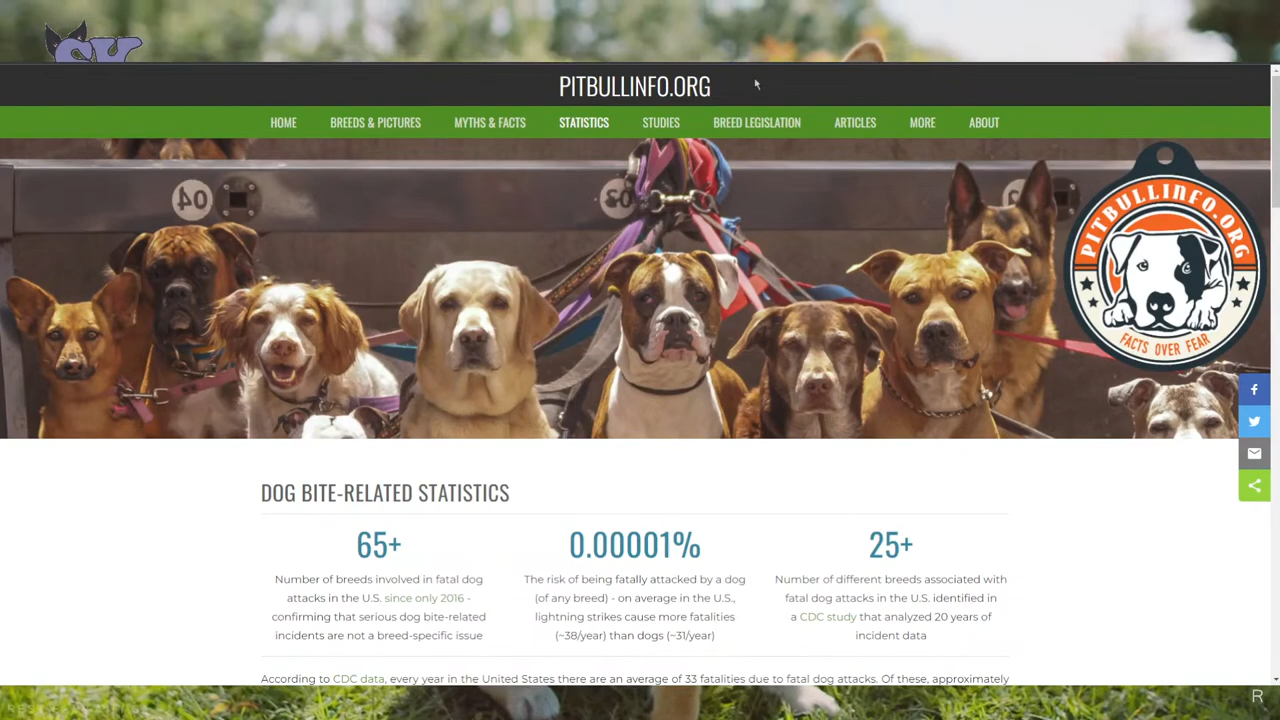 PITBULLINFO.ORG
HOME
BREEDS & PICTURES
MYTHS & FACTS
STATISTICS
STUDIES
BREED LEGISLATION
ARTICLES
MORE
ABOUT
04
02
PITBULLINFO.ORG
FACTS OVER FEAR
DOG BITE-RELATED STATISTICS
65+
Number of breeds involved in fatal dog
attacks in the U.S. since only 2016 -
confirming that serious dog bite-related
incidents are not a breed-specific issue
0.00001%
The risk of being fatally attacked by a dog
(of any breed) - on average in the U.S.,
lightning strikes cause more fatalities
(~38/year) than dogs (~31/year)
25+
Number of different breeds associated with
fatal dog attacks in the U.S. identified in
a CDC study that analyzed 20 years of
incident data
According to CDC data, every year in the United States there are an average of 33 fatalities due to fatal dog attacks. Of these, approximately
R